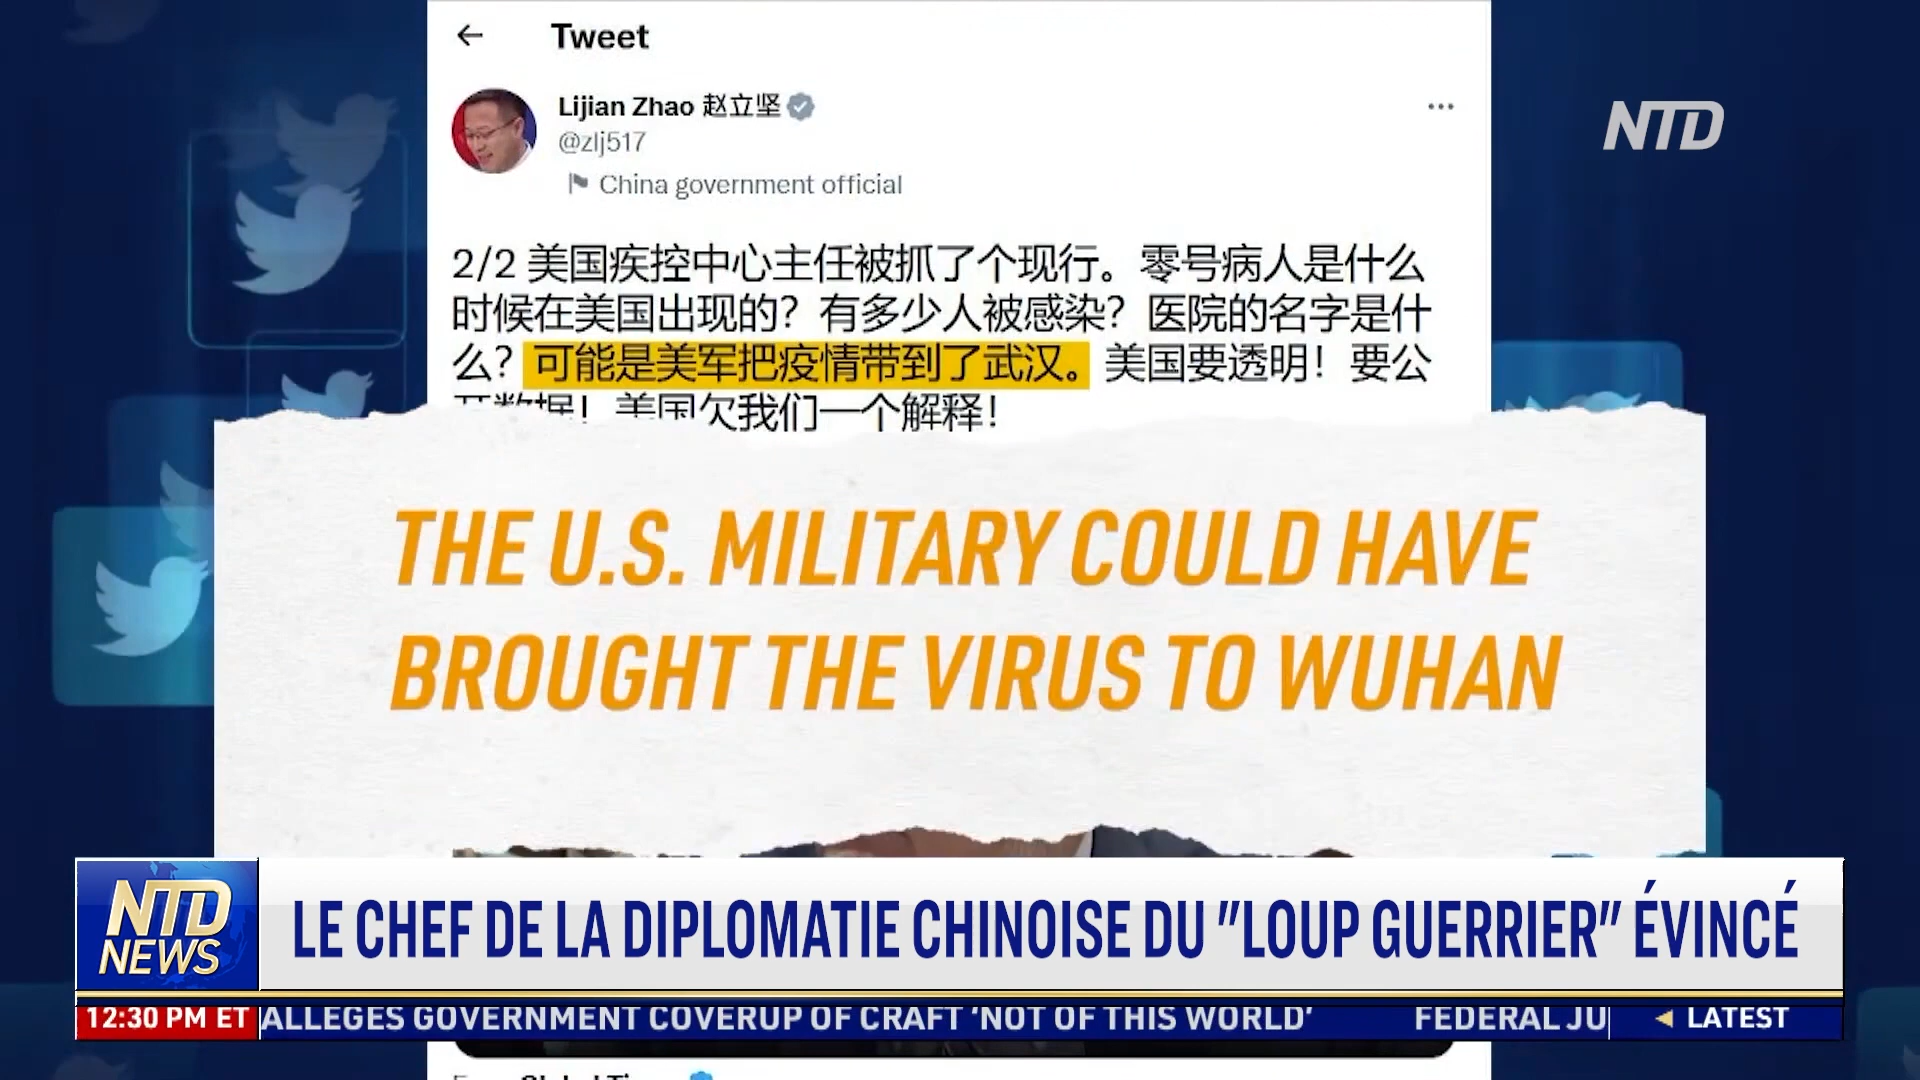 Tweet
Lijian Zhao 赵立坚
@zlj517
China government official
NTD
2/2 美国疾控中心主任被抓了个现行。零号病人是什么
时候在美国出现的？有多少人被感染？医院的名字是什
么？可能是美军把疫情带到了武汉。美国要透明！要公
开数据！美国欠我们一个解释！
THE U.S. MILITARY COULD HAVE
BROUGHT THE VIRUS TO WUHAN
NTD
NEWS
LE CHEF DE LA DIPLOMATIE CHINOISE DU "LOUP GUERRIER" ÉVINCÉ
12:30 PM ET ALLEGES GOVERNMENT COVERUP OF CRAFT 'NOT OF THIS WORLD' FEDERAL JU LATEST